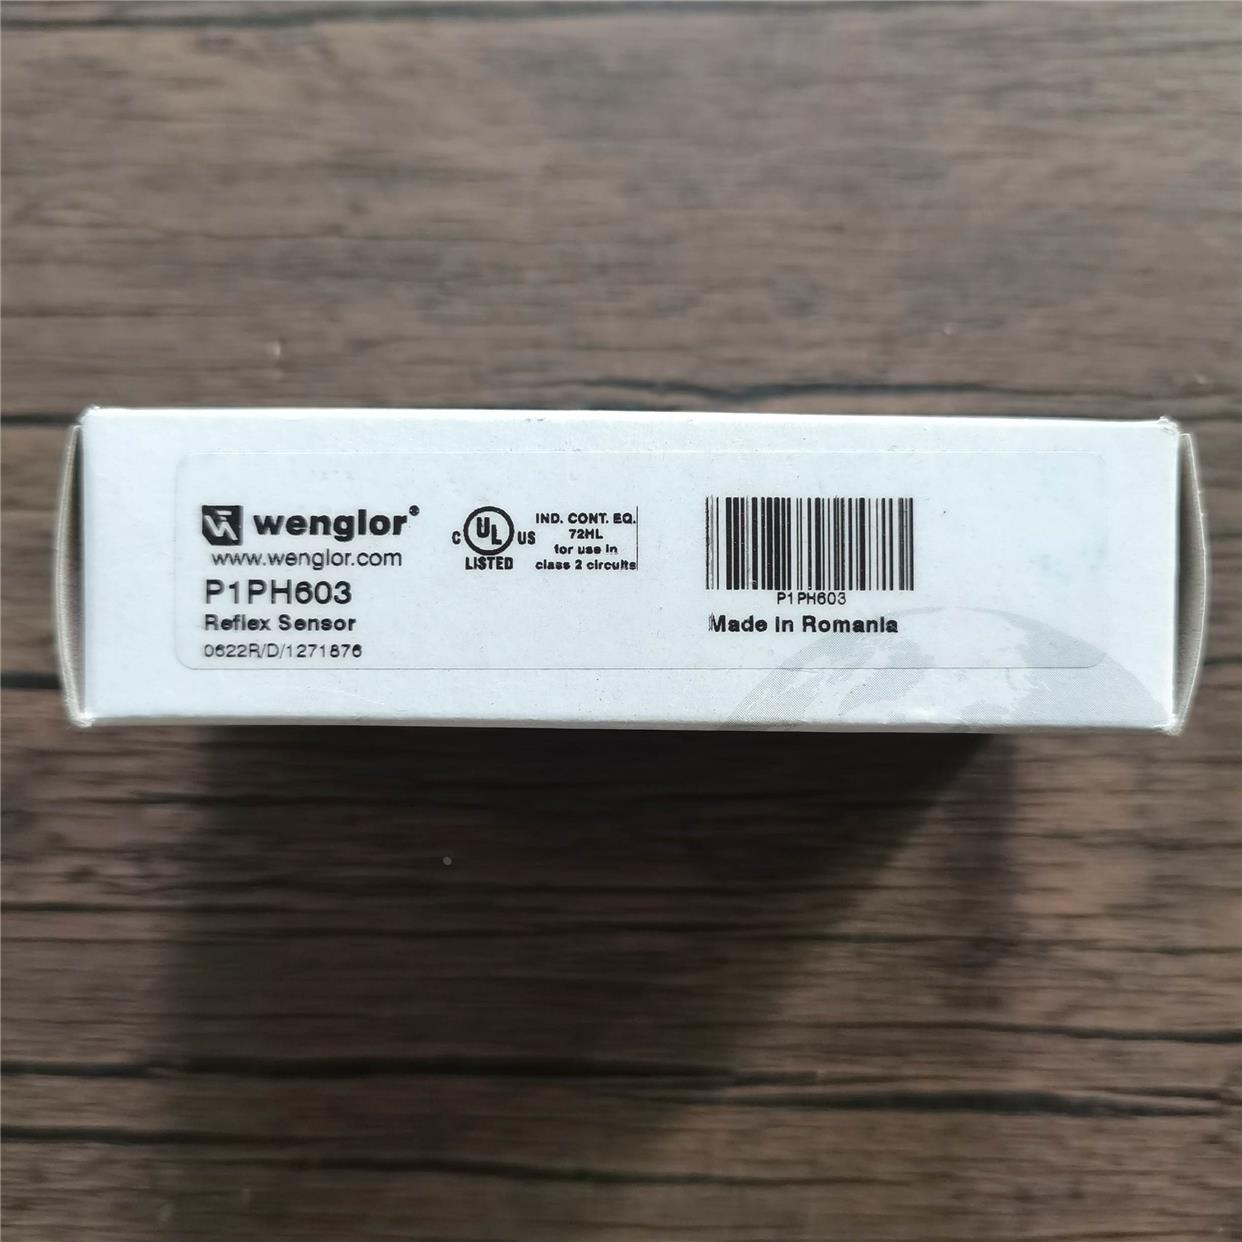 wenglor®
www.wenglor.com
P1PH603
Reflex Sensor
0622R/D/1271876
C UL US
LISTED
IND. CONT. EQ.
72HL
for use in
class 2 circuits
P1PH603
Made in Romania